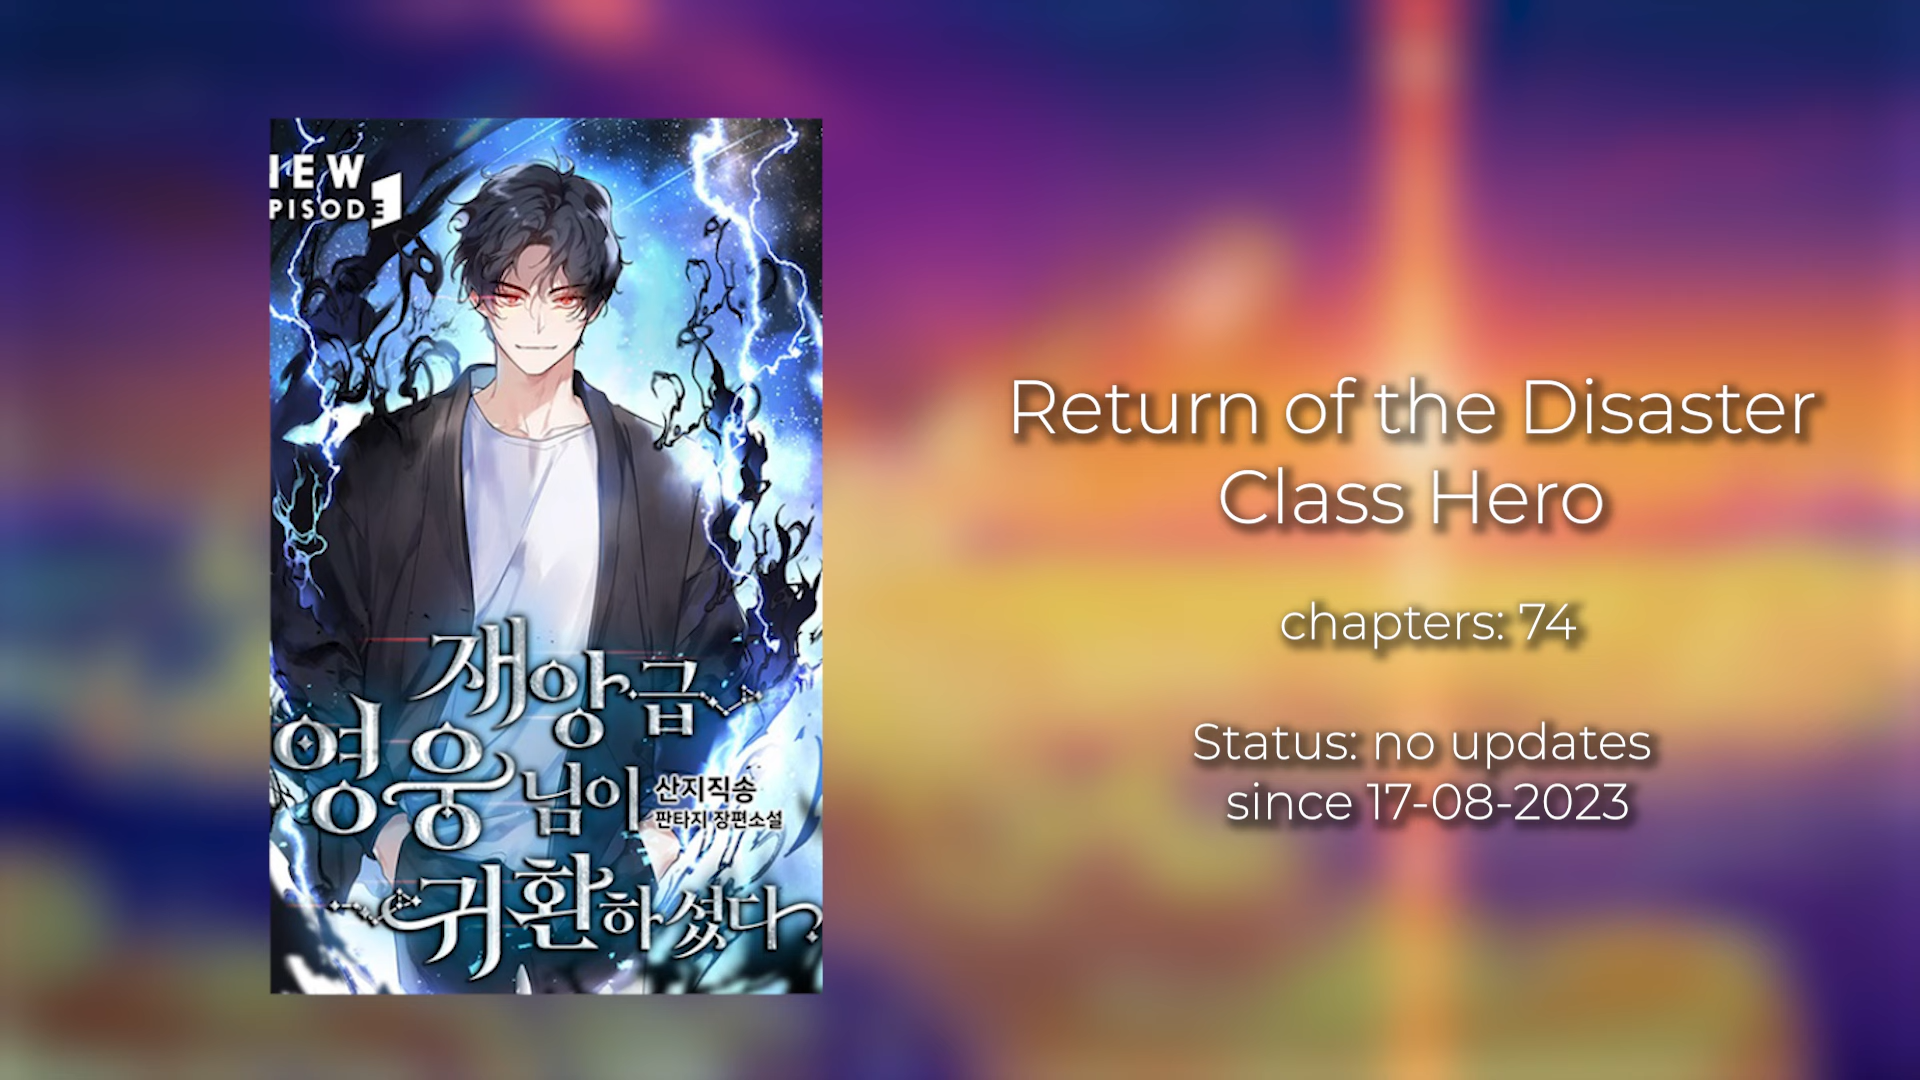 IEW
PISODE
재앙급
영웅님이
산지직송
판타지 장편소설
귀환하셨다
Return of the Disaster
Class Hero
chapters: 74
Status: no updates
since 17-08-2023